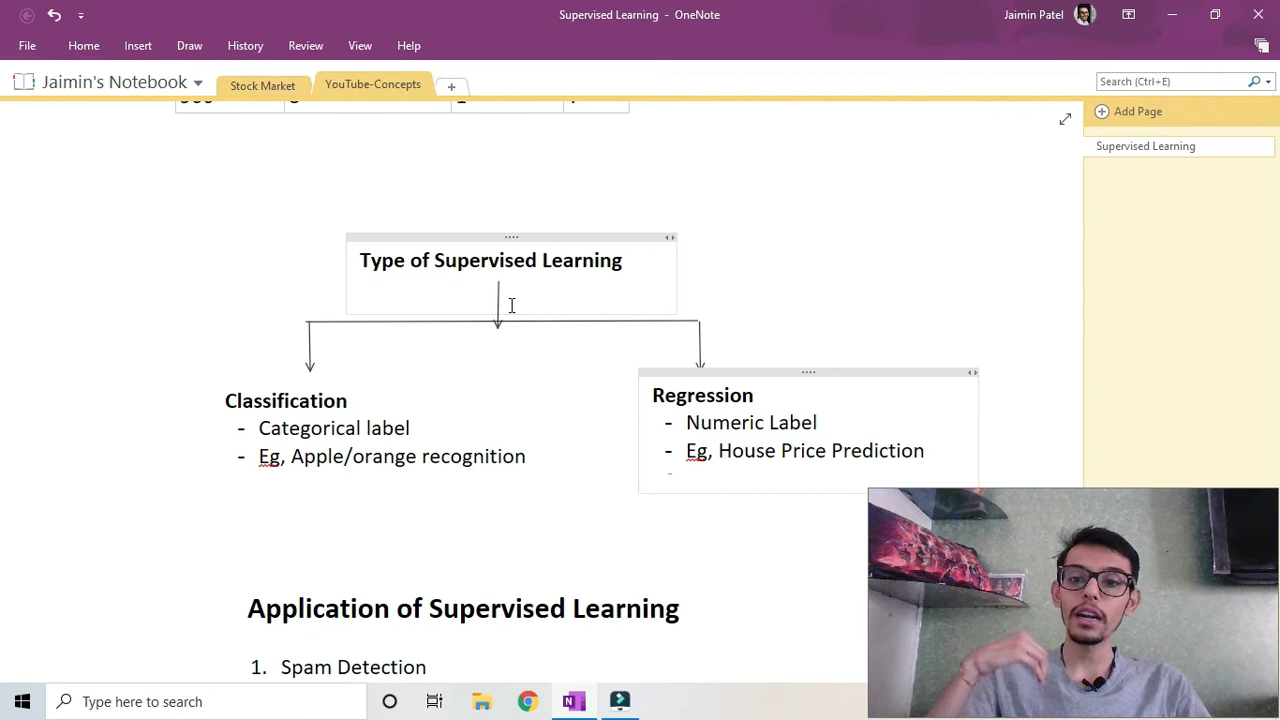 Supervised Learning - OneNote
Jaimin Patel
File Home Insert Draw History Review View Help
Jaimin's Notebook
Stock Market
YouTube-Concepts
Search (Ctrl+E)
Add Page
Supervised Learning
Type of Supervised Learning
Classification
- Categorical label
- Eg, Apple/orange recognition
Regression
- Numeric Label
- Eg, House Price Prediction
-
Application of Supervised Learning
1. Spam Detection
Type here to search